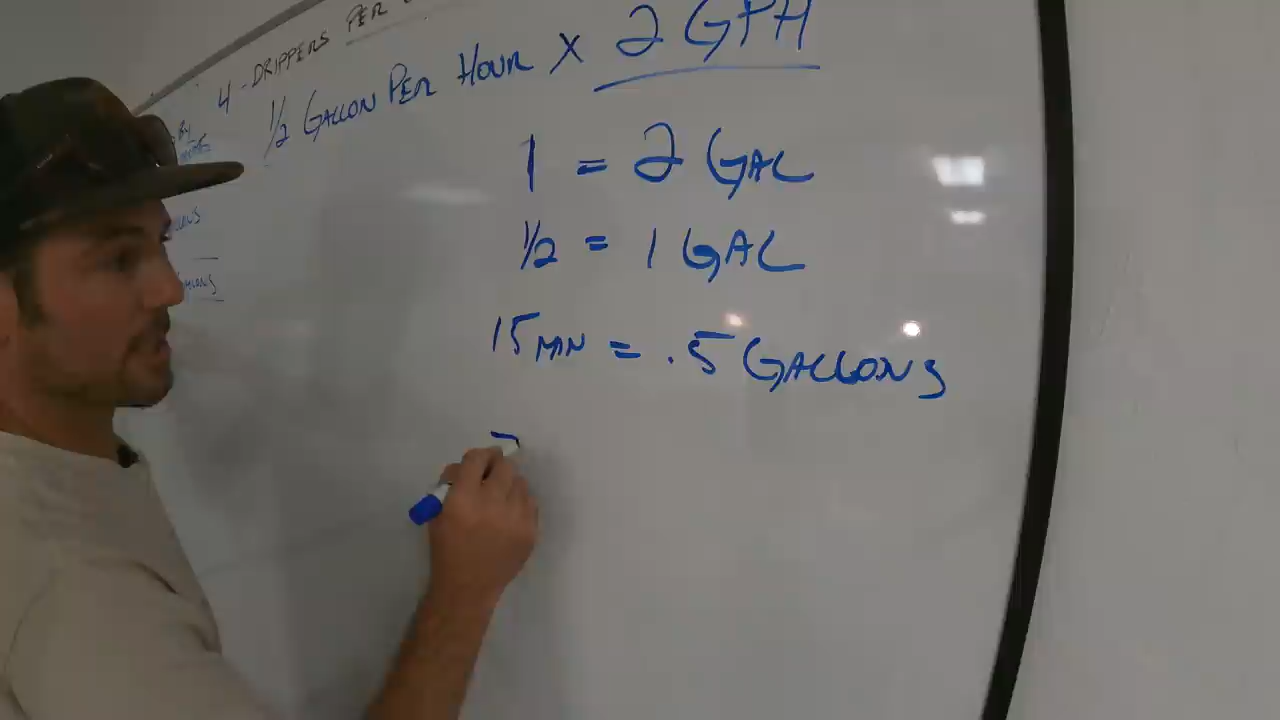 4-DRIPPERS PER
1/2 GALLON PER HOUR × 2 GPH
1 = 2 GAL
1/2 = 1 GAL
15 MIN = .5 GALLONS